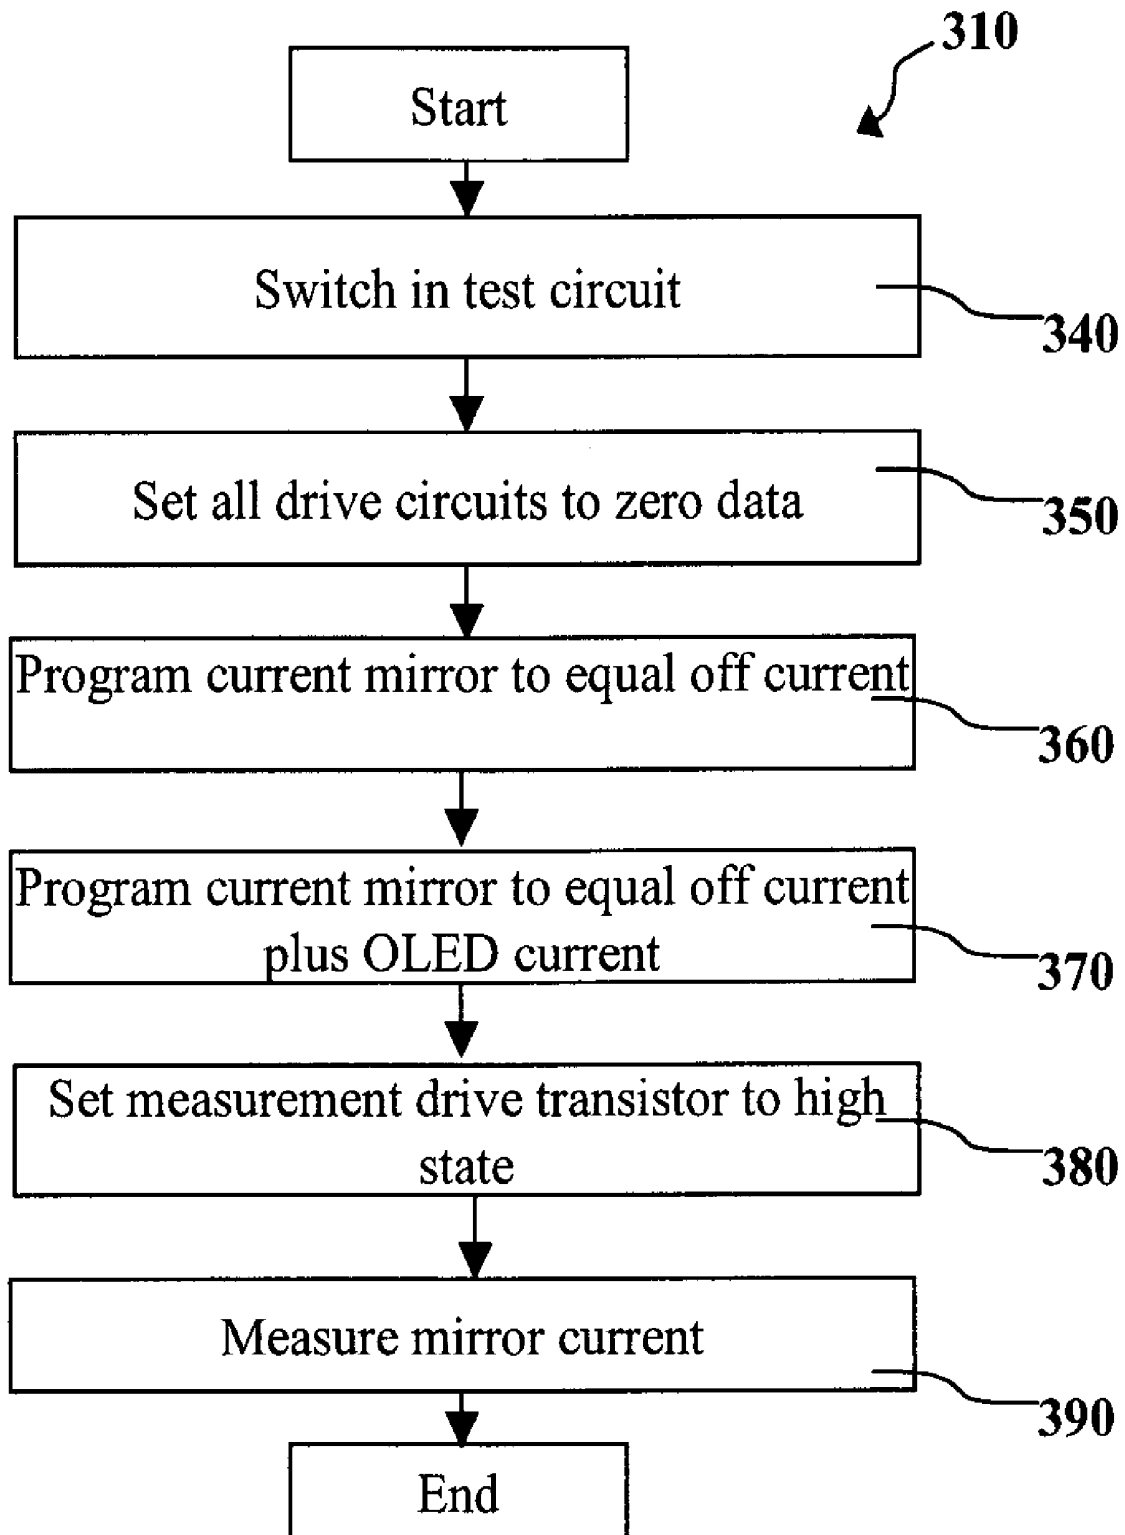 310
Start
Switch in test circuit
340
Set all drive circuits to zero data
350
Program current mirror to equal off current
360
Program current mirror to equal off current
plus OLED current
370
Set measurement drive transistor to high
state
380
Measure mirror current
390
End